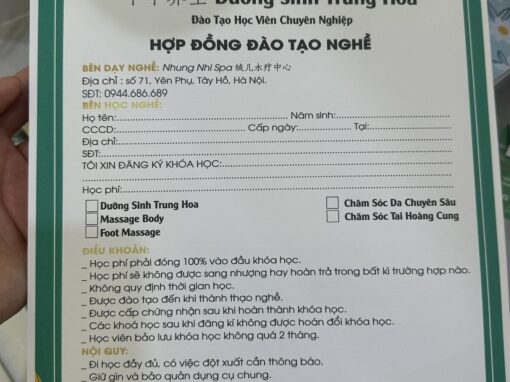 Dưỡng Sinh Trung Hoa
Đào Tạo Học Viên Chuyên Nghiệp
HỢP ĐỒNG ĐÀO TẠO NGHỀ
BÊN DẠY NGHỀ: Nhung Nhi Spa 绒儿水疗中心
Địa chỉ : số 71, Yên Phụ, Tây Hồ, Hà Nội.
SĐT: 0944.686.689
BÊN HỌC NGHỀ:
Họ tên: Năm sinh:
CCCD: Cấp ngày: Tại:
Địa chỉ:
SĐT:
TÔI XIN ĐĂNG KÝ KHÓA HỌC:
Học phí:
Dưỡng Sinh Trung Hoa
Massage Body
Foot Massage
Chăm Sóc Da Chuyên Sâu
Chăm Sóc Tai Hoàng Cung
ĐIỀU KHOẢN:
_ Học phí phải đóng 100% vào đầu khóa học.
_ Học phí sẽ không được sang nhượng hay hoàn trả trong bất kì trường hợp nào.
_ Không quy định thời gian học.
_ Được đào tạo đến khi thành thạo nghề.
_ Được cấp chứng nhận sau khi hoàn thành khóa học.
_ Các khoá học sau khi đăng kí không được hoán đổi khóa học.
_ Học viên bảo lưu khóa học không quá 2 tháng.
NỘI QUY:
_ Đi học đầy đủ, có việc đột xuất cần thông báo.
_ Giữ gìn và bảo quản dụng cụ chung.